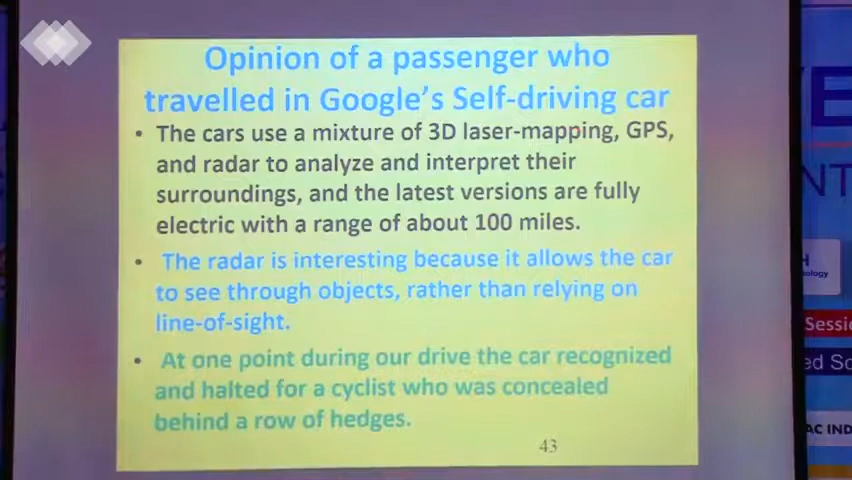 Opinion of a passenger who
travelled in Google's Self-driving car
• The cars use a mixture of 3D laser-mapping, GPS,
and radar to analyze and interpret their
surroundings, and the latest versions are fully
electric with a range of about 100 miles.
• The radar is interesting because it allows the car
to see through objects, rather than relying on
line-of-sight.
• At one point during our drive the car recognized
and halted for a cyclist who was concealed
behind a row of hedges.
43